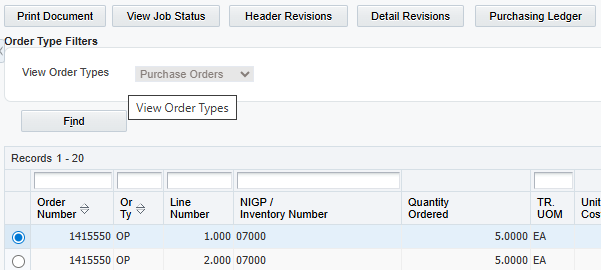 Print Document View Job Status Header Revisions Detail Revisions Purchasing Ledger
Order Type Filters
View Order Types Purchase Orders
View Order Types
Find
Records 1 - 20
Order Number Or Ty Line Number NIGP / Inventory Number Quantity Ordered TR. UOM Unit Cos
1415550 OP 1.000 07000 5.0000 EA
1415550 OP 2.000 07000 5.0000 EA